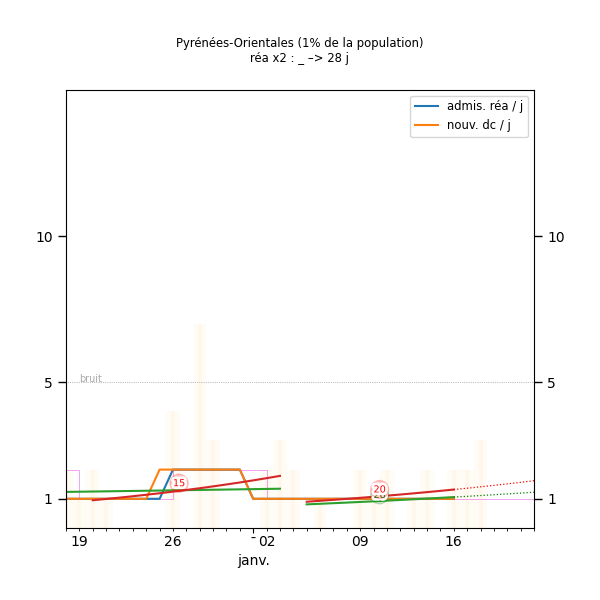 Pyrénées-Orientales (1% de la population)
réa x2 : _ –> 28 j
admis. réa / j
nouv. dc / j
10
10
bruit
5
5
15
20
1
1
19
26
02
09
16
janv.